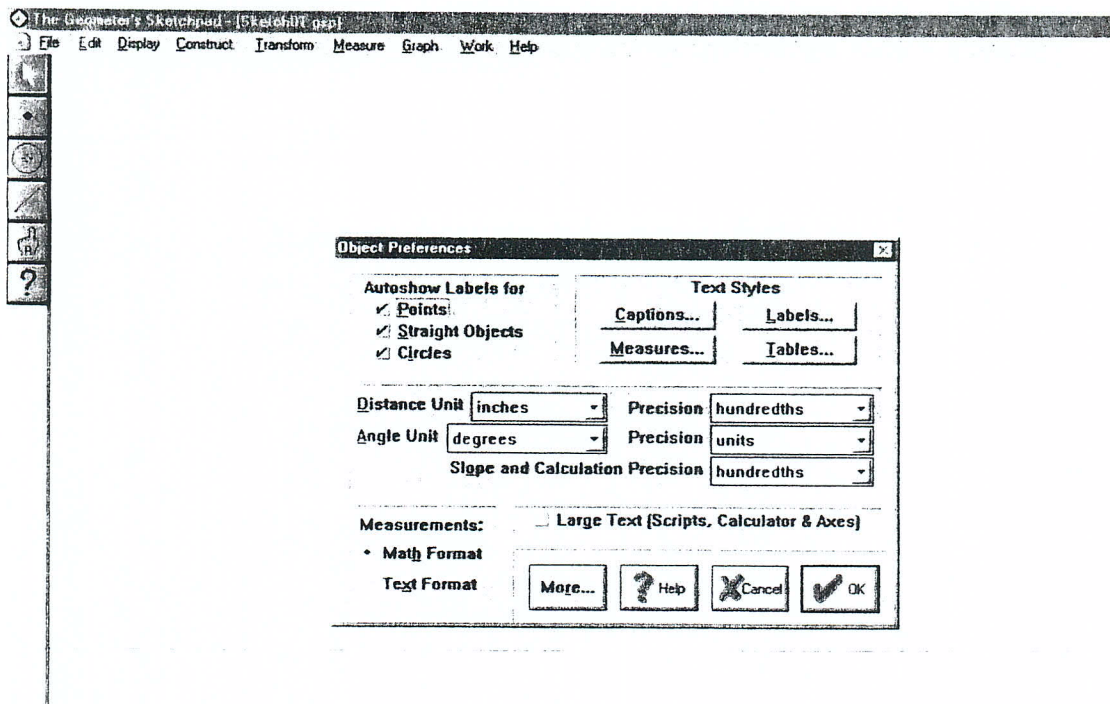 The Geometer's Sketchpad - [Sketch01.gsp]
File Edit Display Construct Transform Measure Graph Work Help
A
?
Object Preferences
Autoshow Labels for
Points
Straight Objects
Circles
Text Styles
Captions... Labels...
Measures... Tables...
Distance Unit inches Precision hundredths
Angle Unit degrees Precision units
Slope and Calculation Precision hundredths
Measurements:
Math Format
Text Format
Large Text (Scripts, Calculator & Axes)
More... ? Help Cancel OK